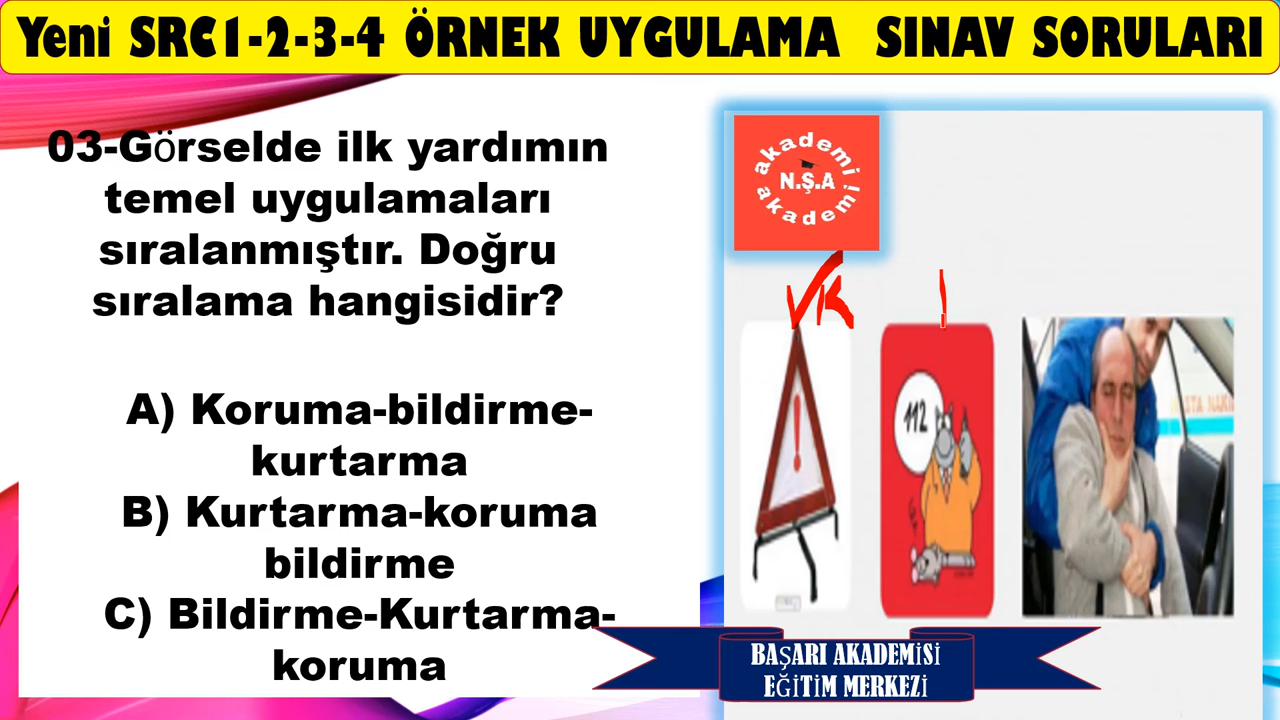 Yeni SRC1-2-3-4 ÖRNEK UYGULAMA SINAV SORULARI
03-Görselde ilk yardımın
temel uygulamaları
sıralanmıştır. Doğru
sıralama hangisidir?
A) Koruma-bildirme-
kurtarma
B) Kurtarma-koruma
bildirme
C) Bildirme-Kurtarma-
koruma
akademi
N.Ş.A
akademi
112
BAŞARI AKADEMİSİ
EĞİTİM MERKEZİ